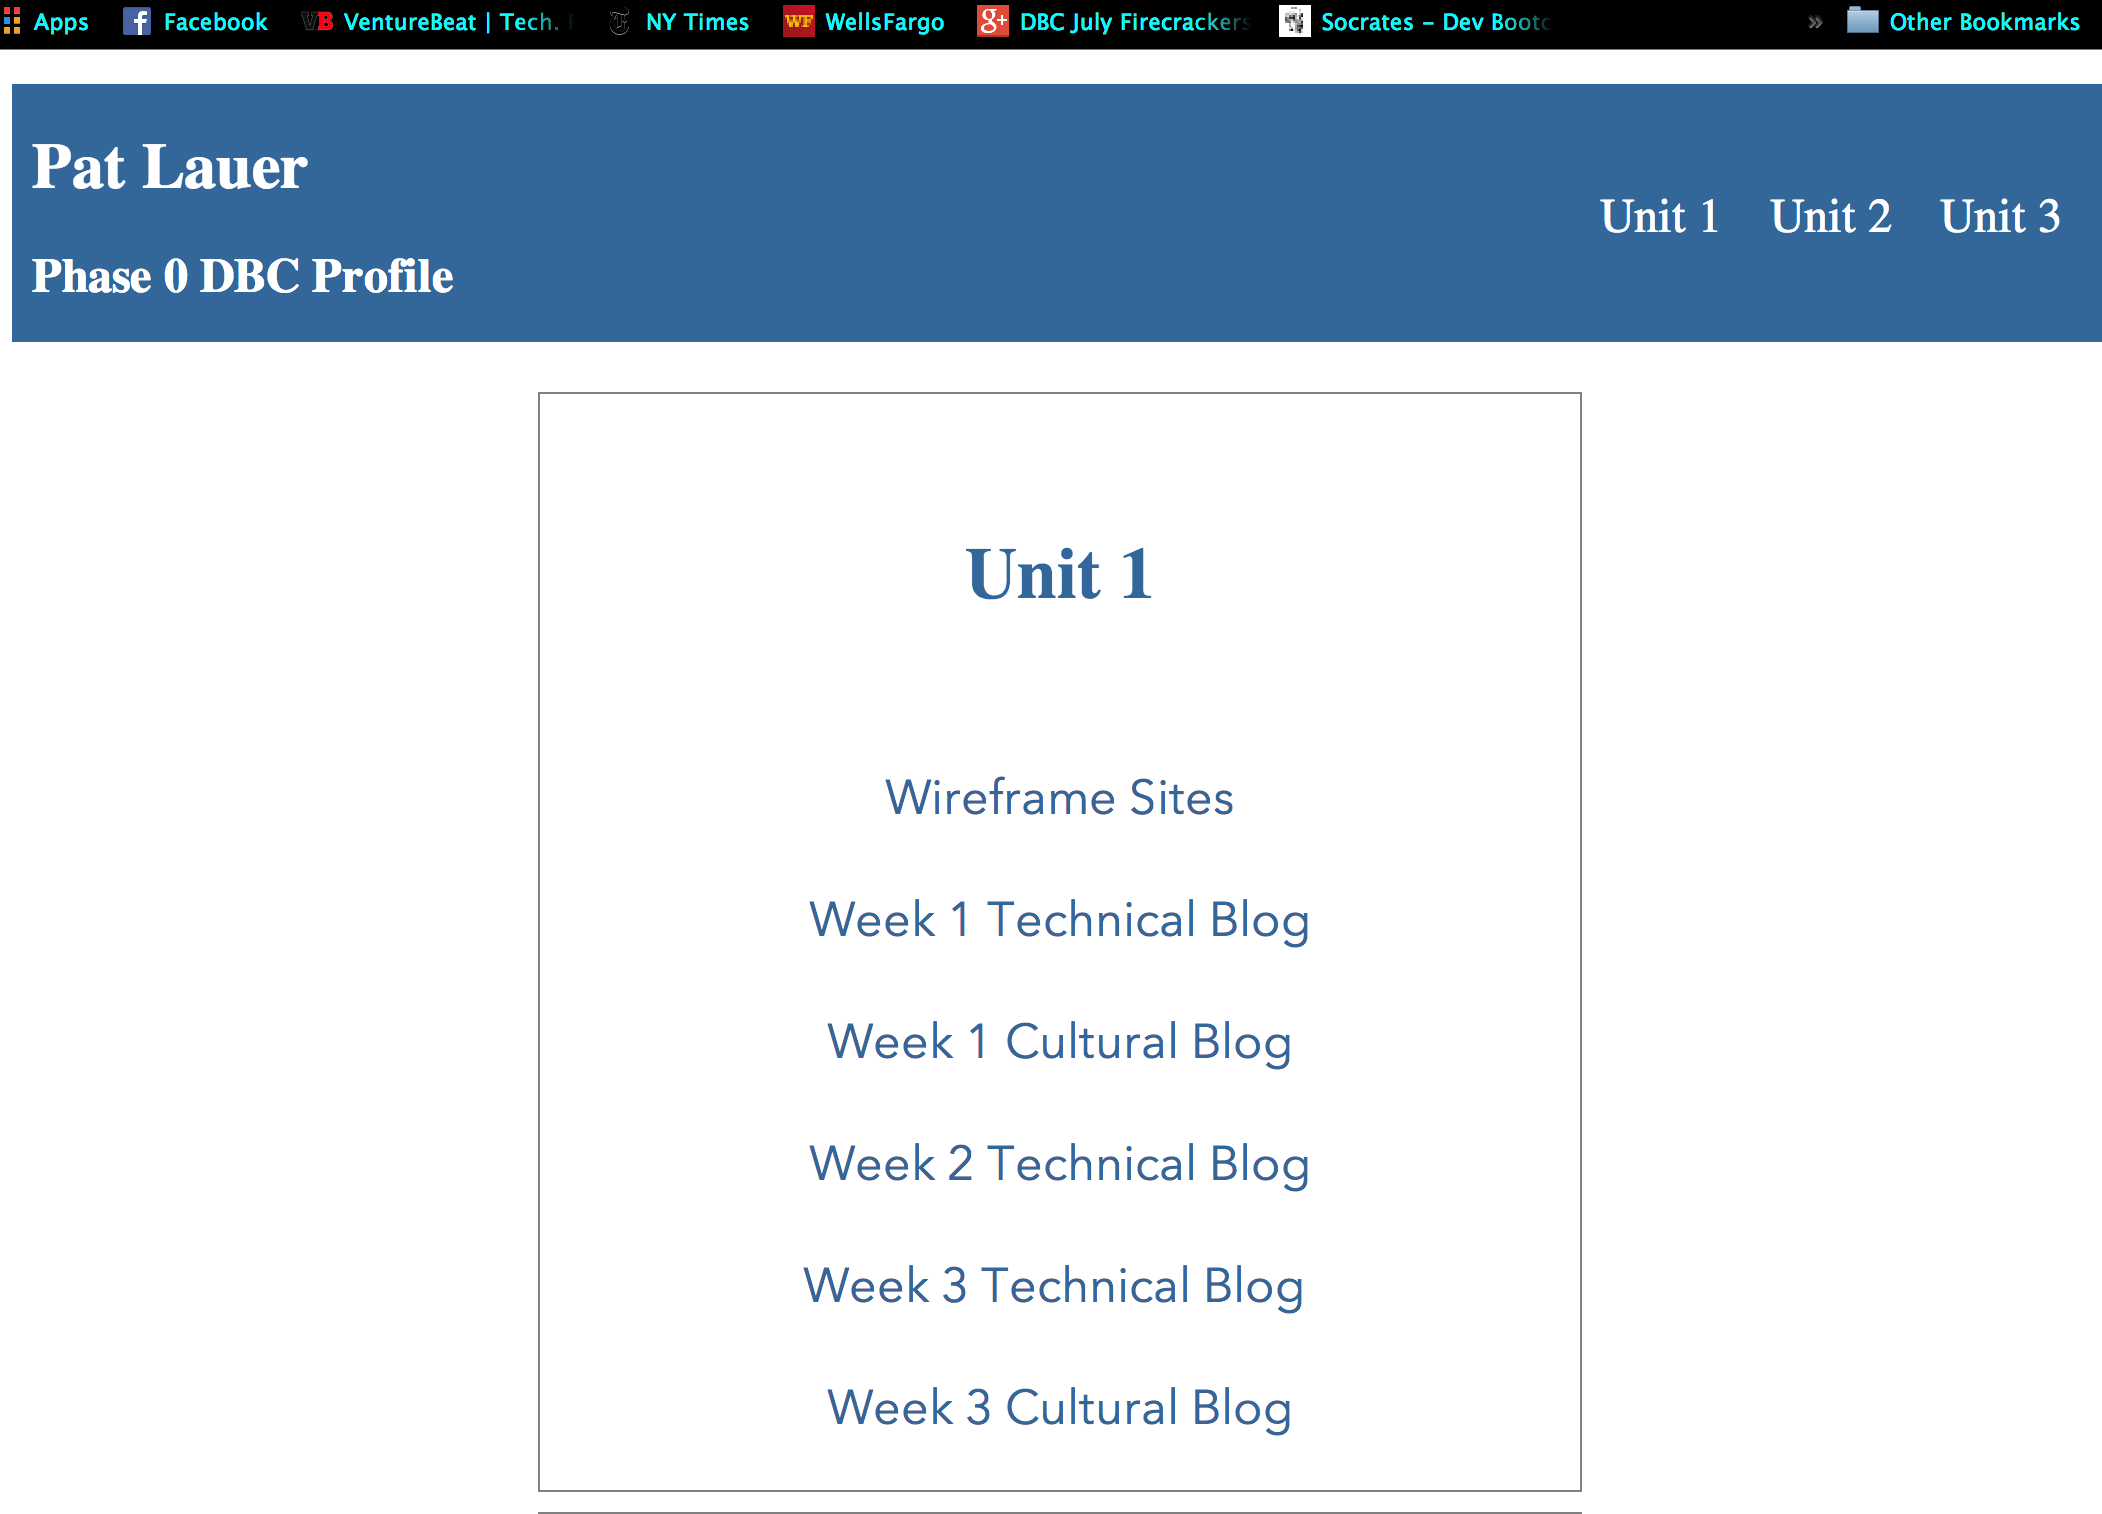 Apps Facebook VB VentureBeat | Tech. NY Times WF WellsFargo g+ DBC July Firecrackers Socrates - Dev Other Bookmarks
Pat Lauer
Unit 1 Unit 2 Unit 3
Phase 0 DBC Profile
Unit 1
Wireframe Sites
Week 1 Technical Blog
Week 1 Cultural Blog
Week 2 Technical Blog
Week 3 Technical Blog
Week 3 Cultural Blog